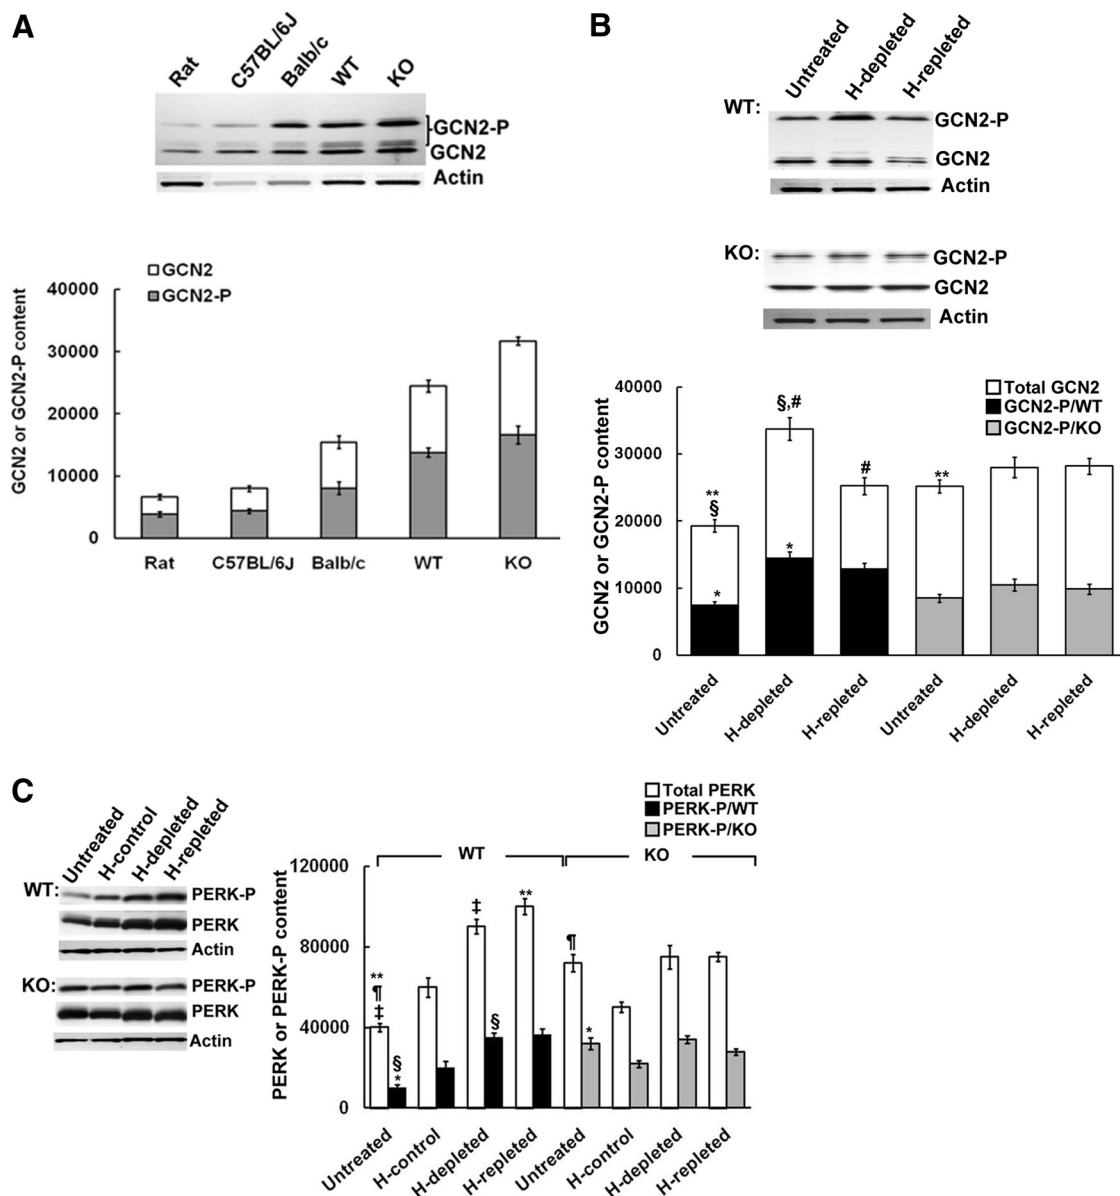 A
Rat
C57BL/6J
Balb/c
WT
KO
GCN2-P
GCN2
Actin
GCN2
GCN2-P
GCN2 or GCN2-P content
40000
30000
20000
10000
0
Rat
C57BL/6J
Balb/c
WT
KO
B
Untreated
H-depleted
H-repleted
WT:
GCN2-P
GCN2
Actin
KO:
GCN2-P
GCN2
Actin
Total GCN2
GCN2-P/WT
GCN2-P/KO
GCN2 or GCN2-P content
40000
30000
20000
10000
0
**
§
*
§,#
*
#
**
Untreated
H-depleted
H-repleted
Untreated
H-depleted
H-repleted
C
Untreated
H-control
H-depleted
H-repleted
WT:
PERK-P
PERK
Actin
KO:
PERK-P
PERK
Actin
Total PERK
PERK-P/WT
PERK-P/KO
WT
KO
PERK or PERK-P content
120000
80000
40000
0
**
¶
‡
§
*
‡
§
**
¶
*
Untreated
H-control
H-depleted
H-repleted
Untreated
H-control
H-depleted
H-repleted